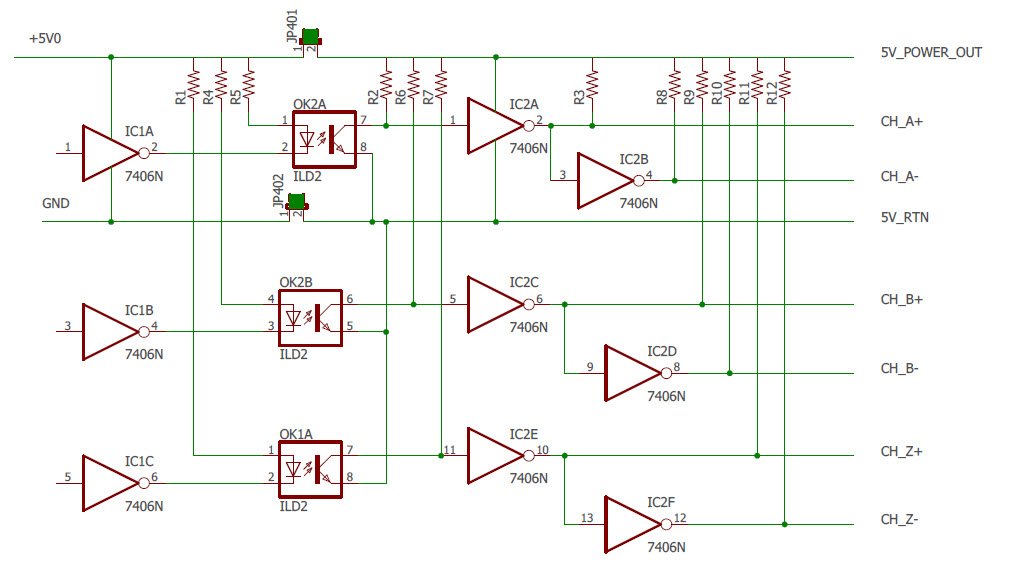 JP401
+5V0
1 2
5V_POWER_OUT
R1 R4 R5 R2 R6 R7 R3 R8 R9 R10 R11 R12
OK2A
IC2A
IC1A
1 7 1 2
CH_A+
1 2 2 8
7406N
IC2B
7406N
ILD2
3 4
CH_A-
JP402
7406N
GND
1 2
5V_RTN
OK2B
IC2C
IC1B
4 6 5 6
CH_B+
3 4 3 5
7406N
7406N
ILD2
IC2D
9 8
CH_B-
7406N
OK1A
IC2E
IC1C
1 7 11 10
CH_Z+
5 6 2 8
7406N
7406N
ILD2
IC2F
13 12
CH_Z-
7406N